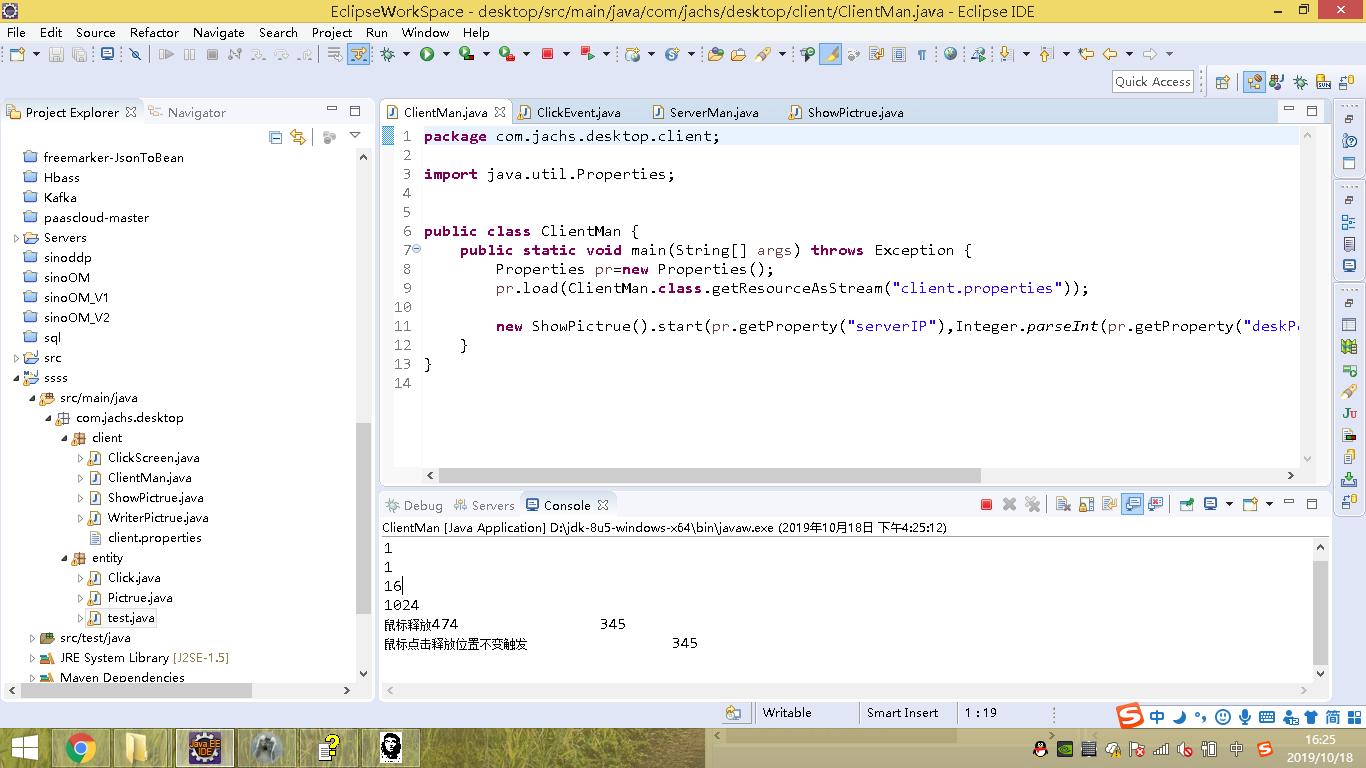 EclipseWorkSpace - desktop/src/main/java/com/jachs/desktop/client/ClientMan.java - Eclipse IDE
File Edit Source Refactor Navigate Search Project Run Window Help
Quick Access
Project Explorer Navigator
freemarker-JsonToBean
Hbass
Kafka
paascloud-master
Servers
sinoddp
sinoOM
sinoOM_V1
sinoOM_V2
sql
src
ssss
src/main/java
com.jachs.desktop
client
ClickScreen.java
ClientMan.java
ShowPictrue.java
WriterPictrue.java
client.properties
entity
Click.java
Pictrue.java
test.java
src/test/java
JRE System Library [J2SE-1.5]
Maven Dependencies
ClientMan.java ClickEvent.java ServerMan.java ShowPictrue.java
1 package com.jachs.desktop.client;
2
3 import java.util.Properties;
4
5
6 public class ClientMan {
7 public static void main(String[] args) throws Exception {
8 Properties pr=new Properties();
9 pr.load(ClientMan.class.getResourceAsStream("client.properties"));
10
11 new ShowPictrue().start(pr.getProperty("serverIP"),Integer.parseInt(pr.getProperty("deskPo
12 }
13 }
14
Debug Servers Console
ClientMan [Java Application] D:\jdk-8u5-windows-x64\bin\javaw.exe (2019年10月18日 下午4:25:12)
1
1
16
1024
鼠标释放474 345
鼠标点击释放位置不变触发 345
Writable Smart Insert 1 : 19
中 简
Java EE
IDE
中
16:25
2019/10/18